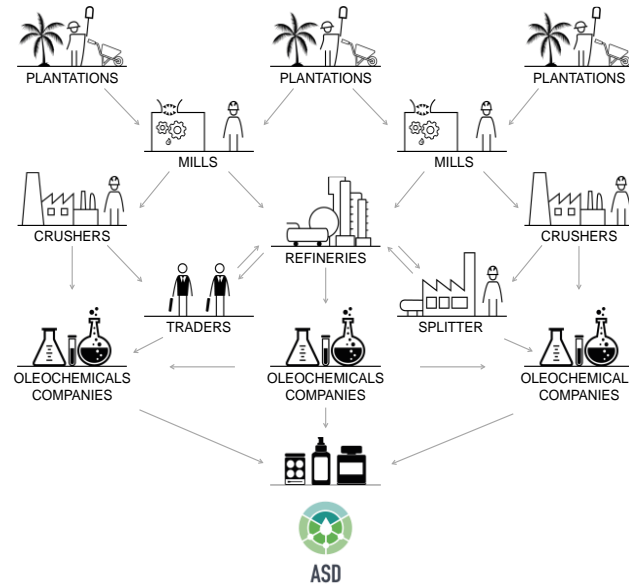 PLANTATIONS
PLANTATIONS
PLANTATIONS
MILLS
MILLS
CRUSHERS
REFINERIES
CRUSHERS
TRADERS
SPLITTER
OLEOCHEMICALS
COMPANIES
OLEOCHEMICALS
COMPANIES
OLEOCHEMICAL
COMPANIES
ASD